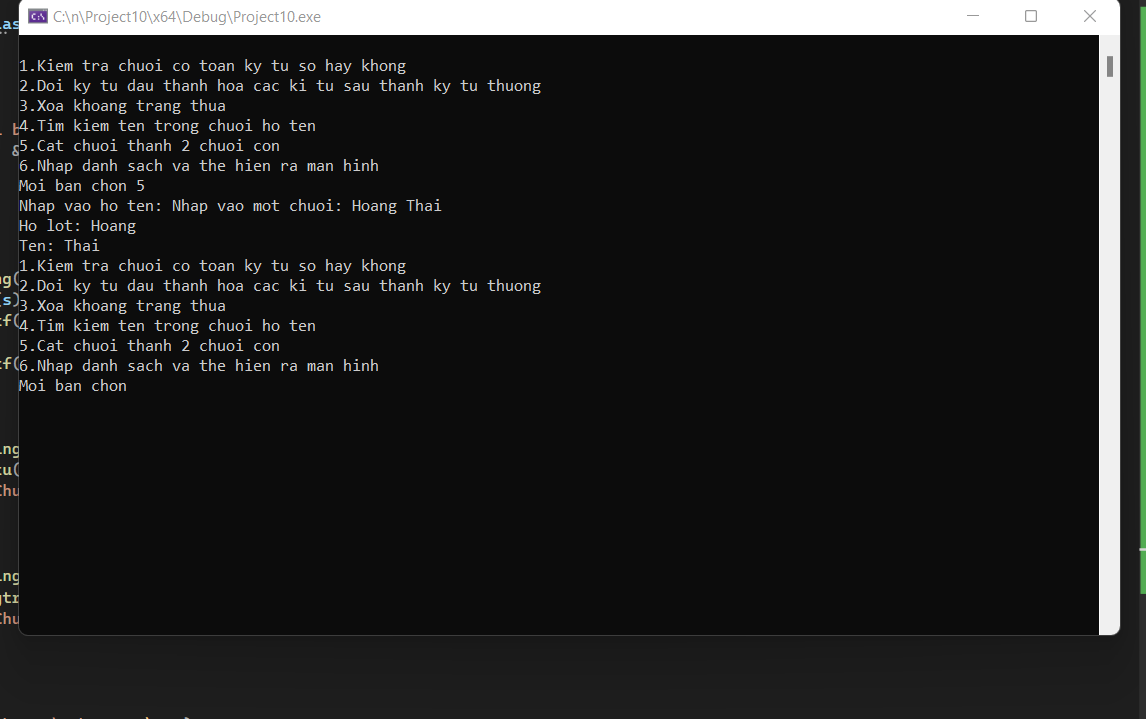 C:\n\Project10\x64\Debug\Project10.exe
1.Kiem tra chuoi co toan ky tu so hay khong
2.Doi ky tu dau thanh hoa cac ki tu sau thanh ky tu thuong
3.Xoa khoang trang thua
4.Tim kiem ten trong chuoi ho ten
5.Cat chuoi thanh 2 chuoi con
6.Nhap danh sach va the hien ra man hinh
Moi ban chon 5
Nhap vao ho ten: Nhap vao mot chuoi: Hoang Thai
Ho lot: Hoang
Ten: Thai
1.Kiem tra chuoi co toan ky tu so hay khong
2.Doi ky tu dau thanh hoa cac ki tu sau thanh ky tu thuong
3.Xoa khoang trang thua
4.Tim kiem ten trong chuoi ho ten
5.Cat chuoi thanh 2 chuoi con
6.Nhap danh sach va the hien ra man hinh
Moi ban chon